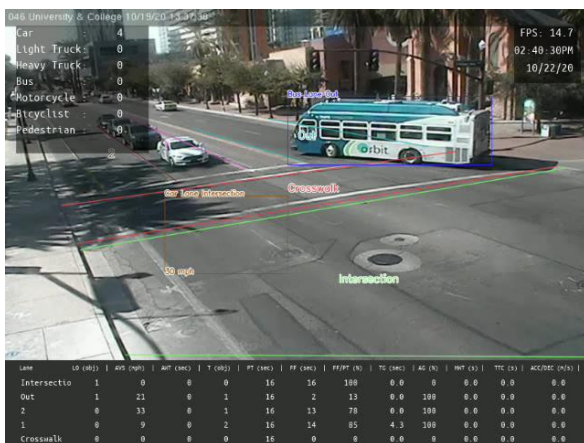 046 University & College 10/15/20 13:37:38
Car 4
Light Truck: 0
Heavy Truck: 0
Bus : 0
Motorcycle : 0
Bicyclist : 0
Pedestrian : 0
FPS: 14.7
02:40:30PM
10/22/20
Bus Lane Out
Out
orbit
Crosswalk
Car Lane Intersection
30 mph
Intersection
Lane LO (obj) | AVS (mph) | AWT (sec) | T (obj) | PT (sec) | FF (sec) | FF/PT (%) | TG (sec) | AG (%) | HWT (s) | TTC (s) | ACC/DEC (m/s) |
Intersectio 1 0 0 0 16 16 100 0.0 0 0.0 0.0 0.0
Out 1 21 0 1 16 2 13 0.0 100 0.0 0.0 0.0
2 0 33 0 1 16 13 78 0.0 100 0.0 0.0 0.0
1 0 9 0 2 16 14 85 4.3 100 0.0 0.0 0.0
Crosswalk 0 0 0 0 16 0 0 0.0 0 0.0 0.0 0.0